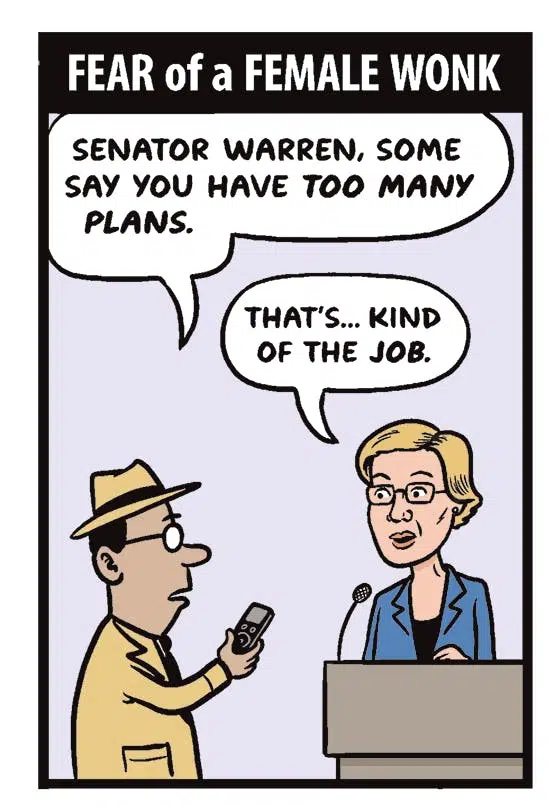 FEAR of a FEMALE WONK
SENATOR WARREN, SOME
SAY YOU HAVE TOO MANY
PLANS.
THAT'S... KIND
OF THE JOB.